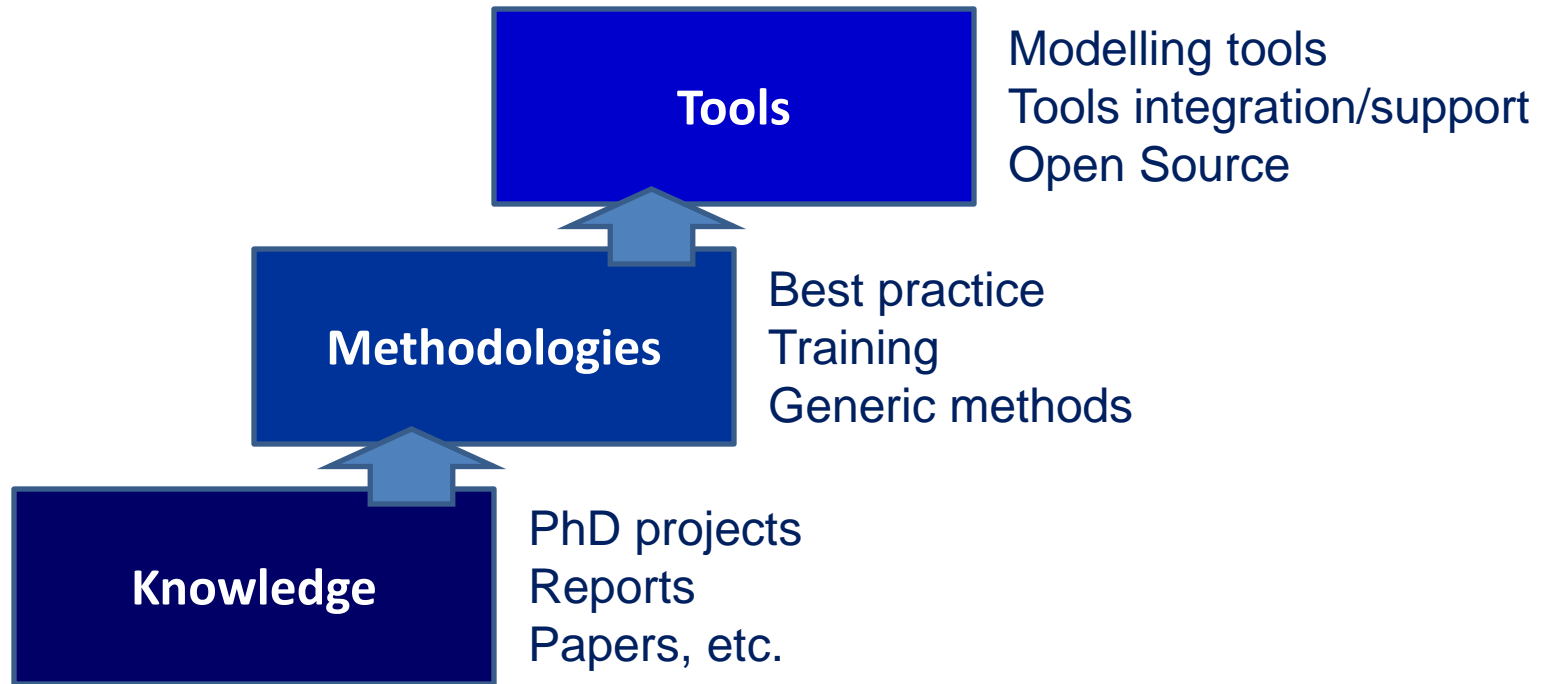 Tools
Modelling tools
Tools integration/support
Open Source
Methodologies
Best practice
Training
Generic methods
Knowledge
PhD projects
Reports
Papers, etc.